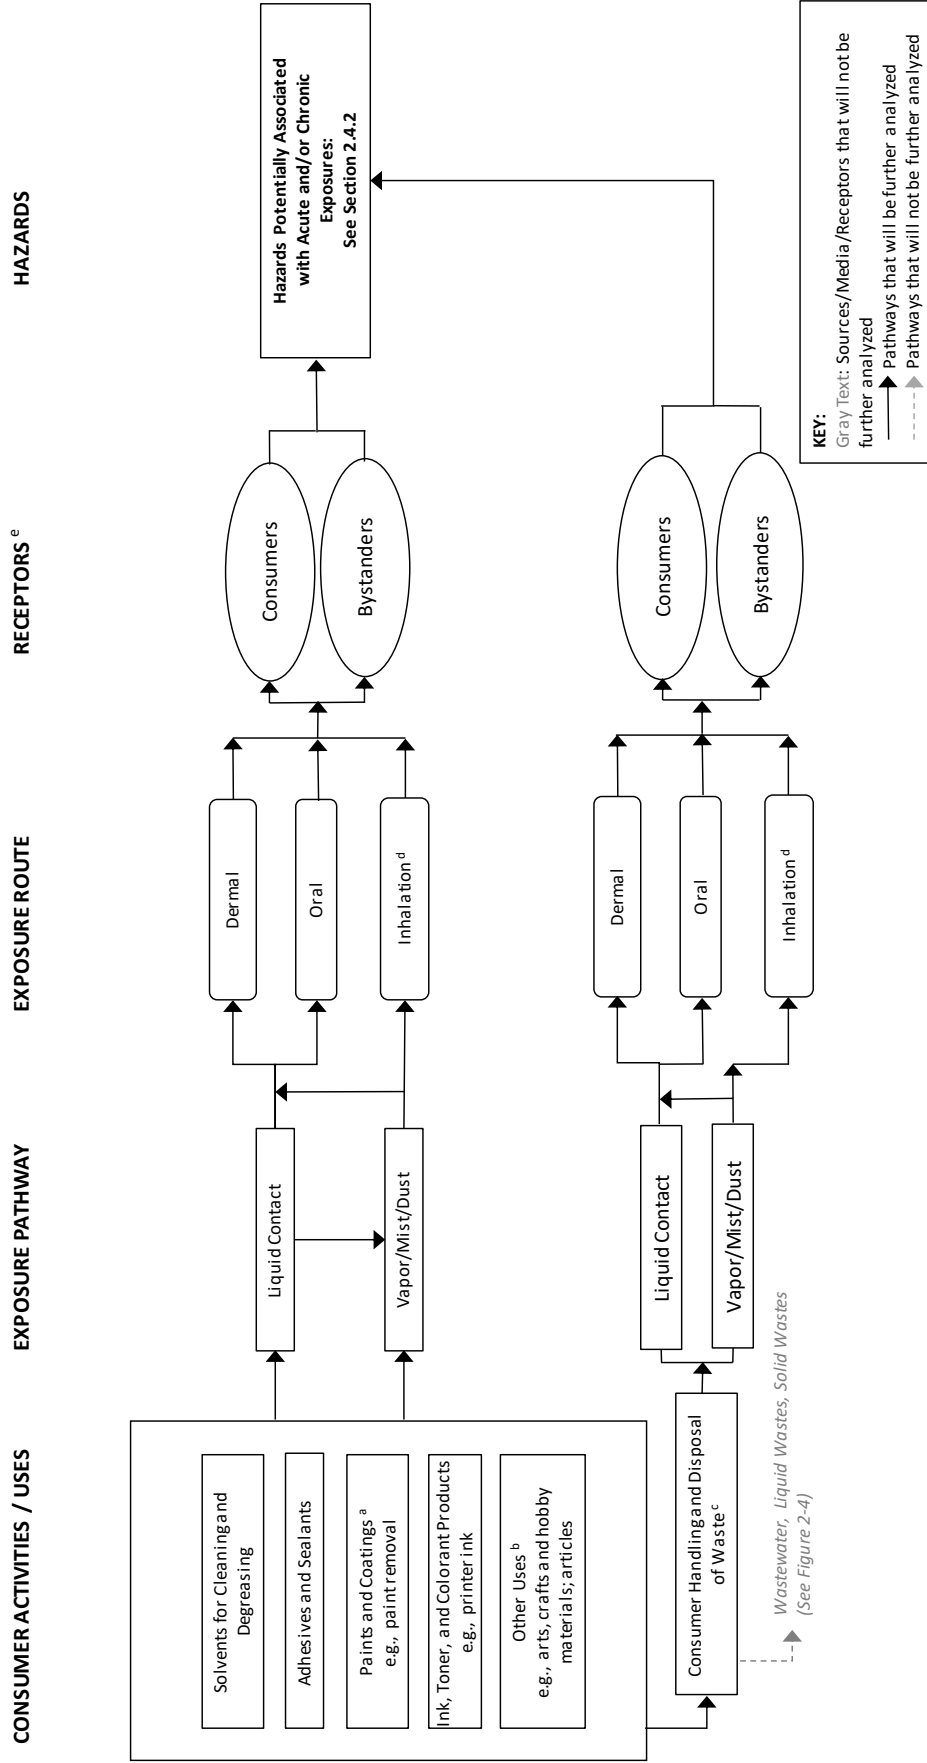 CONSUMER ACTIVITIES / USES
EXPOSURE PATHWAY
EXPOSURE ROUTE
RECEPTORS e
HAZARDS
Solvents for Cleaning and
Degreasing
Adhesives and Sealants
Paints and Coatings a
e.g., paint removal
Ink, Toner, and Colorant Products
e.g., printer ink
Other Uses b
e.g., arts, crafts and hobby
materials; articles
Liquid Contact
Vapor/Mist/Dust
Dermal
Oral
Inhalation d
Consumers
Bystanders
Hazards Potentially Associated
with Acute and/or Chronic
Exposures:
See Section 2.4.2
Consumer Handling and Disposal
of Waste c
Wastewater, Liquid Wastes, Solid Wastes
(See Figure 2-4)
Liquid Contact
Vapor/Mist/Dust
Dermal
Oral
Inhalation d
Consumers
Bystanders
KEY:
Gray Text: Sources/Media/Receptors that will not be
further analyzed
Pathways that will be further analyzed
Pathways that will not be further analyzed